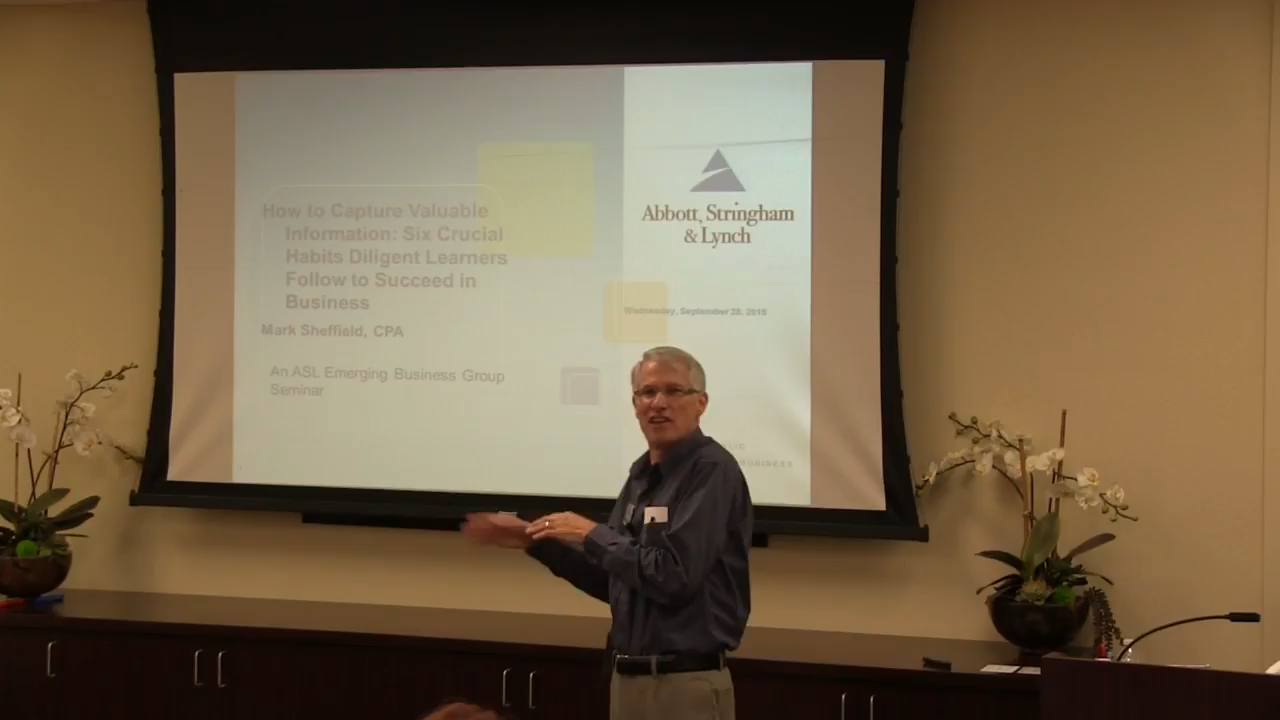 How to Capture Valuable
Information: Six Crucial
Habits Diligent Learners
Follow to Succeed in
Business
Mark Sheffield, CPA
An ASL Emerging Business Group
Seminar
Abbott, Stringham
& Lynch
Wednesday, September 28, 2016
BUSINESS